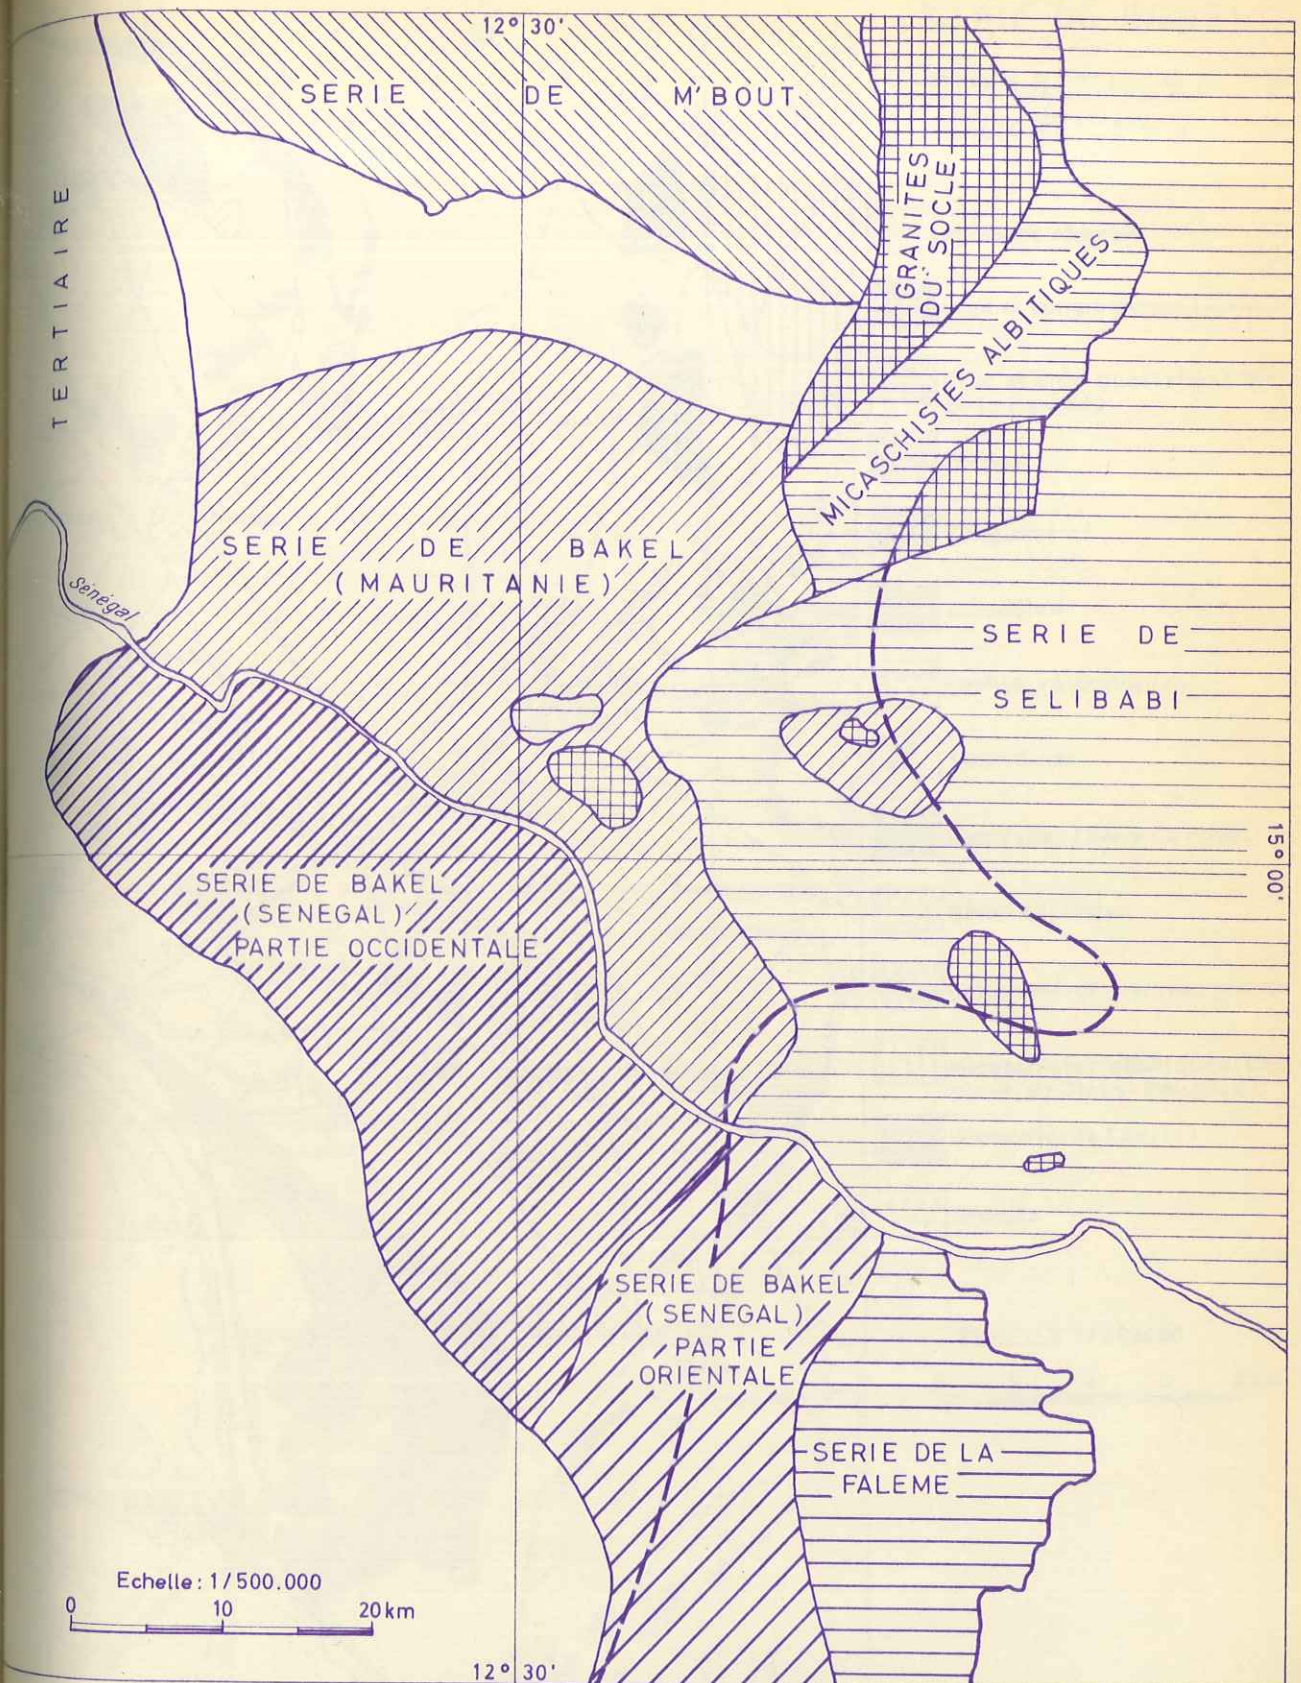 12° 30'
SERIE DE M'BOUT
TERTIAIRE
GRANITES
DU SOCLE
MICASCHISTES ALBITIQUES
SERIE DE BAKEL
(MAURITANIE)
Sénégal
SERIE DE
SELIBABI
15° 00'
SERIE DE BAKEL
(SENEGAL)
PARTIE OCCIDENTALE
SERIE DE BAKEL
(SENEGAL)
PARTIE
ORIENTALE
SERIE DE LA
FALEME
Echelle: 1/500.000
0 10 20 km
12° 30'